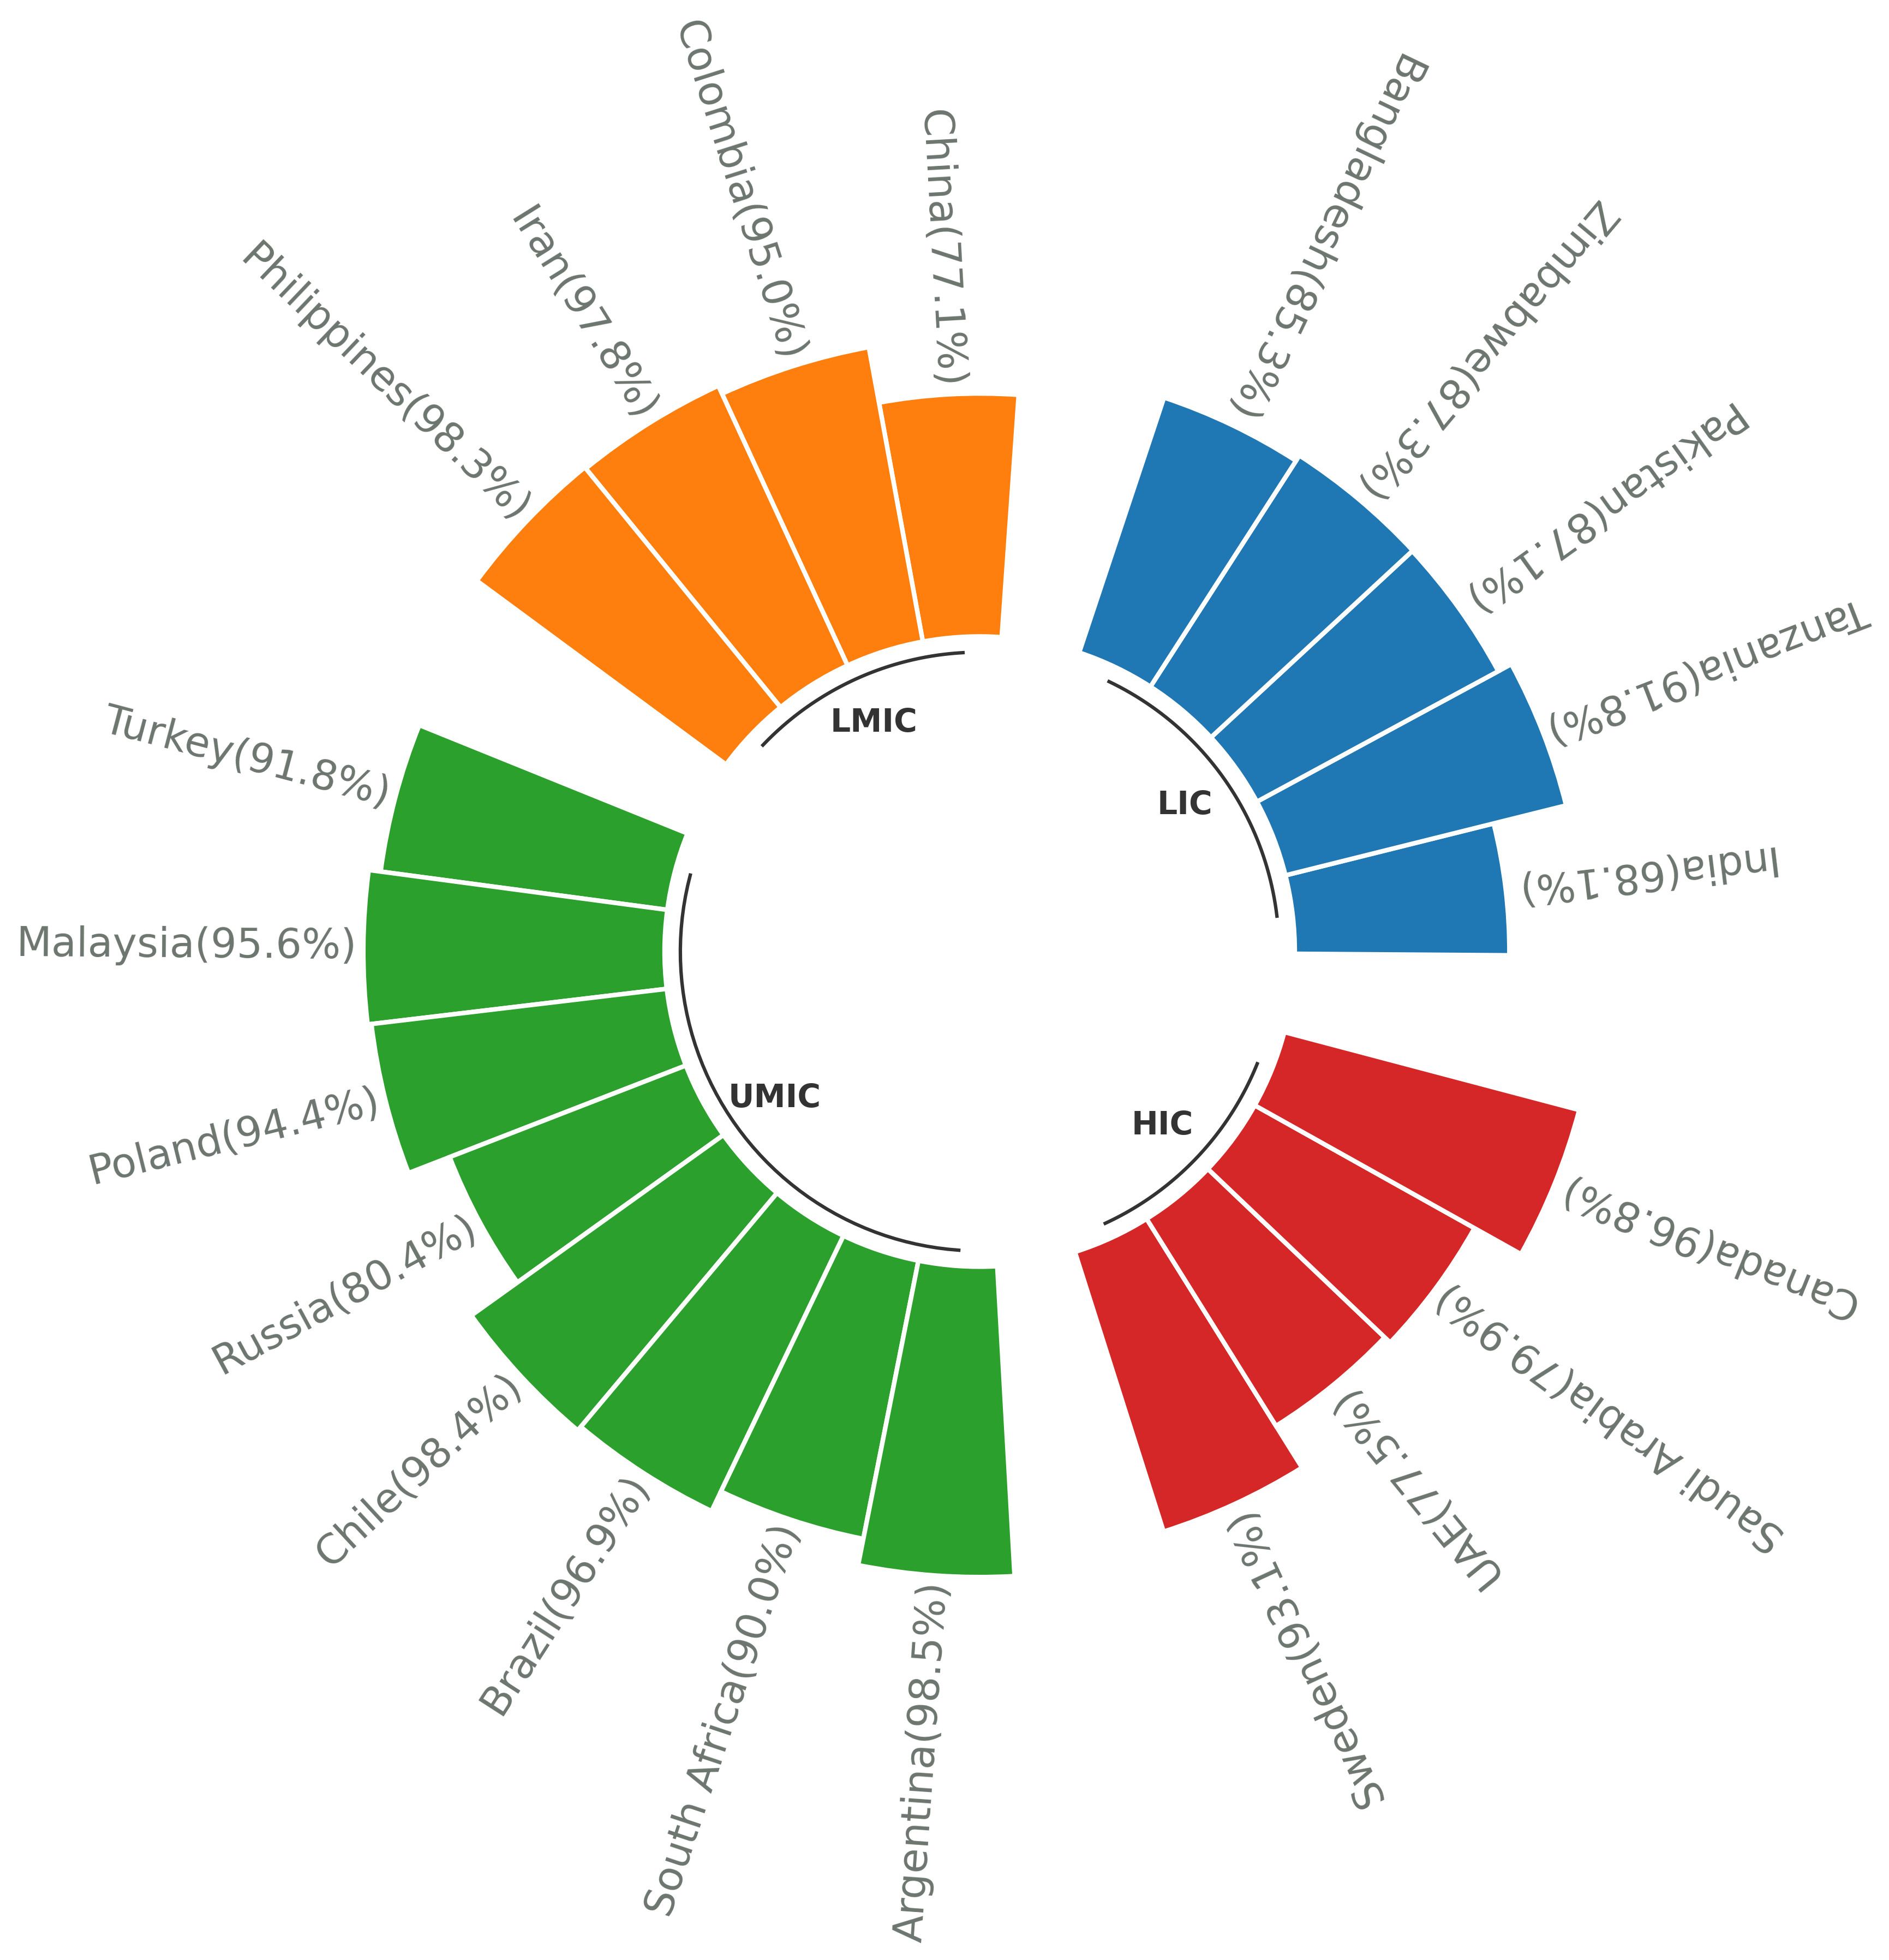 Bangladesh(85.3%)
Zimbabwe(87.3%)
Pakistan(87.1%)
Tanzamia(91.8%)
India(68.1%)
LIC
China(77.1%)
Colombia(95.0%)
Iran(97.8%)
Philippines(98.3%)
LMIC
Turkey(91.8%)
Malaysia(95.6%)
Poland(94.4%)
Russia(80.4%)
Chile(98.4%)
Brazil(96.9%)
South Africa(90.0%)
Argentina(98.5%)
UMIC
Sweden(93.1%)
UAE(77.5%)
Saudi Arabia(79.9%)
Canada(96.8%)
HIC